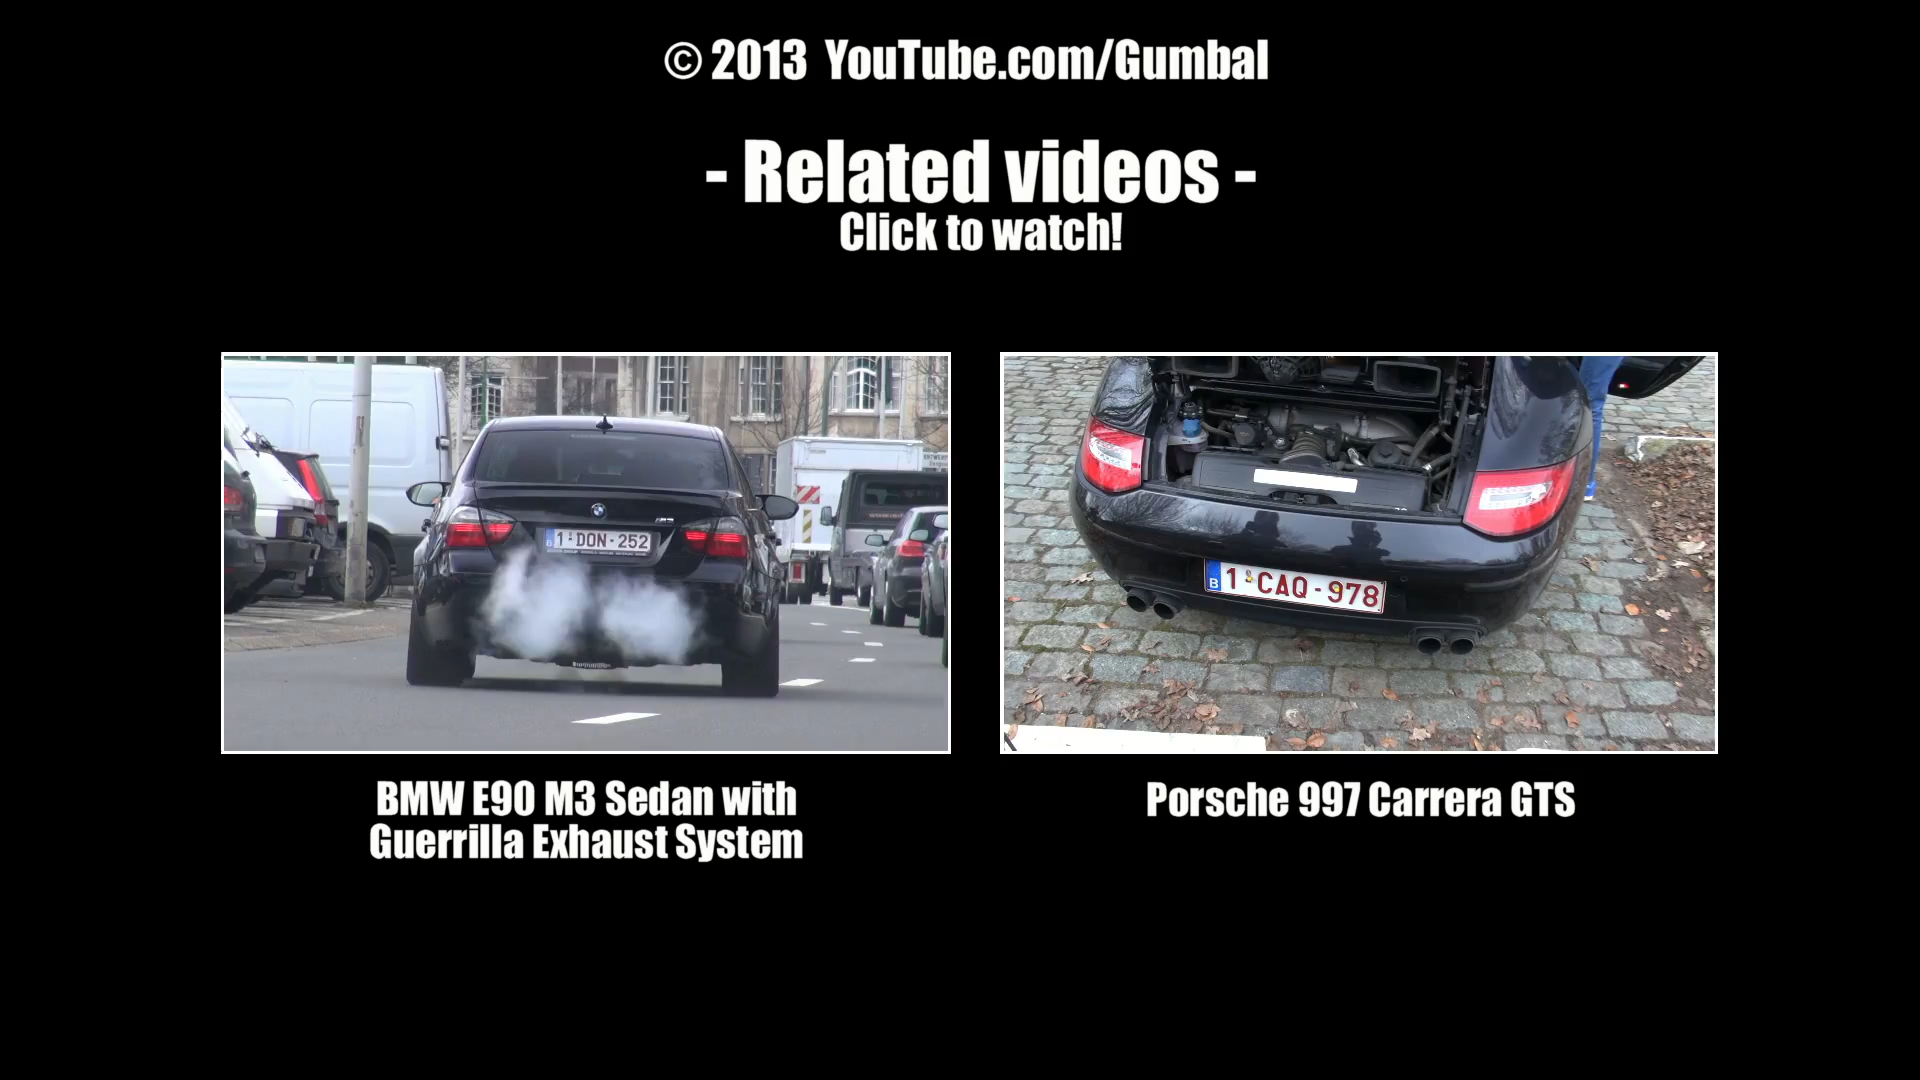 © 2013 YouTube.com/Gumbal
- Related videos -
Click to watch!
1-DON-252
B
1-CAQ-978
B
BMW E90 M3 Sedan with
Guerrilla Exhaust System
Porsche 997 Carrera GTS